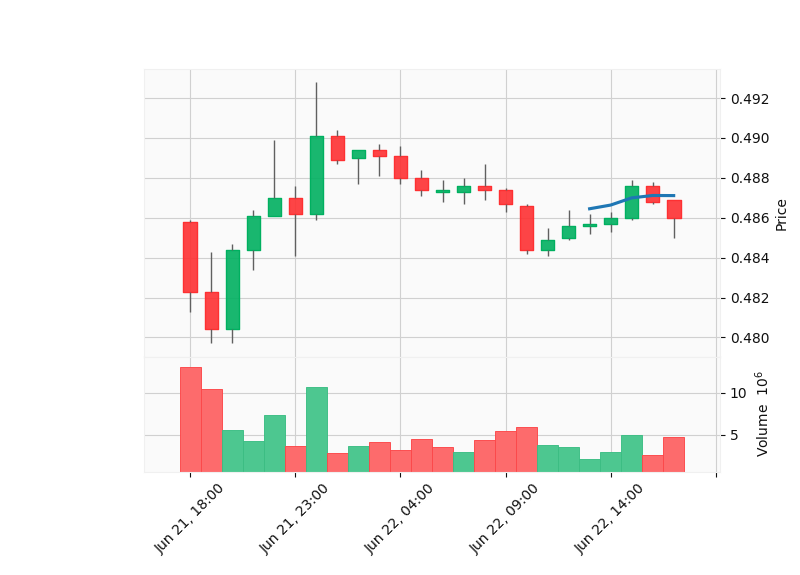 0.492
0.490
0.488
0.486
0.484
0.482
0.480
Price
10
5
Volume 10⁶
Jun 21, 18:00
Jun 21, 23:00
Jun 22, 04:00
Jun 22, 09:00
Jun 22, 14:00